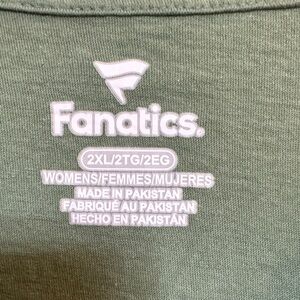 Fanatics.
2XL/2TG/2EG
WOMENS/FEMMES/MUJERES
MADE IN PAKISTAN
FABRIQUÉ AU PAKISTAN
HECHO EN PAKISTÁN